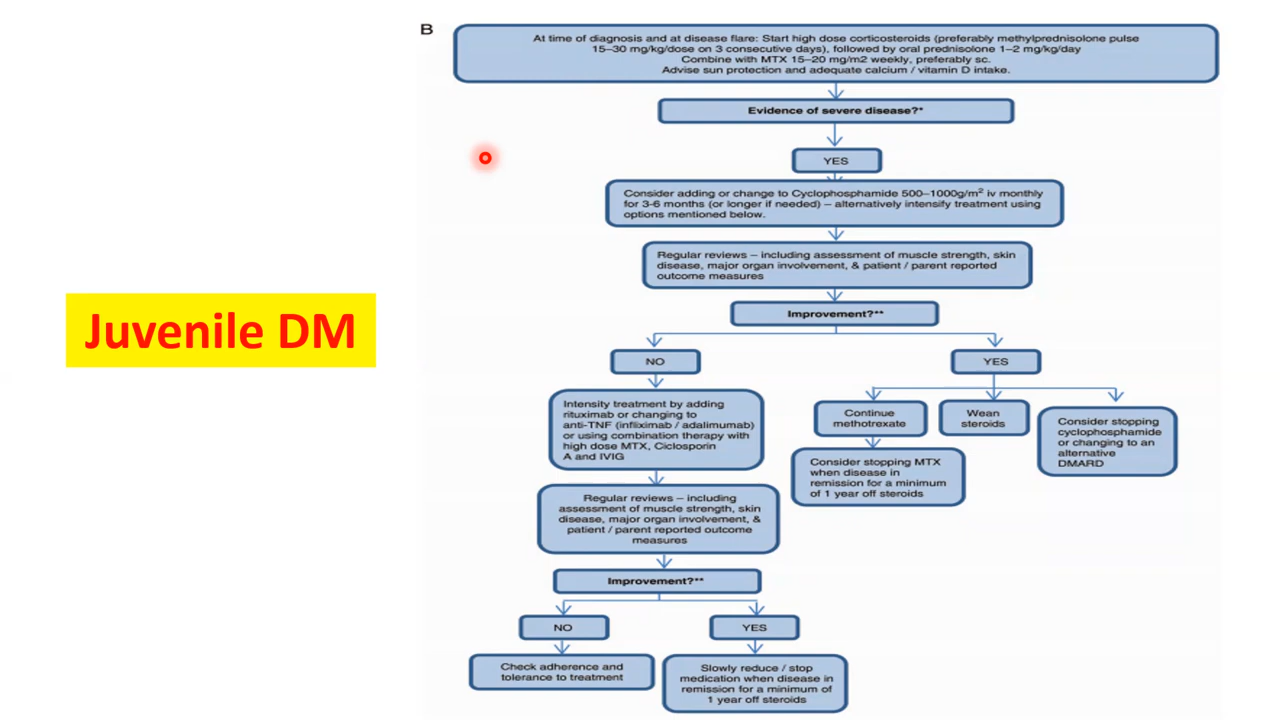 B
At time of diagnosis and at disease flare: Start high dose corticosteroids (preferably methylprednisolone pulse
15–30 mg/kg/dose on 3 consecutive days), followed by oral prednisolone 1–2 mg/kg/day
Combine with MTX 15–20 mg/m2 weekly, preferably sc.
Advise sun protection and adequate calcium / vitamin D intake.
Evidence of severe disease?*
YES
Consider adding or change to Cyclophosphamide 500–1000g/m² iv monthly
for 3-6 months (or longer if needed) – alternatively intensify treatment using
options mentioned below.
Regular reviews – including assessment of muscle strength, skin
disease, major organ involvement, & patient / parent reported
outcome measures
Juvenile DM
Improvement?**
NO
YES
Intensity treatment by adding
rituximab or changing to
anti-TNF (infliximab / adalimumab)
or using combination therapy with
high dose MTX, Ciclosporin
A and IVIG
Continue
methotrexate
Wean
steroids
Consider stopping
cyclophosphamide
or changing to an
alternative
DMARD
Consider stopping MTX
when disease in
remission for a minimum
of 1 year off steroids
Regular reviews – including
assessment of muscle strength, skin
disease, major organ involvement, &
patient / parent reported outcome
measures
Improvement?**
NO
YES
Check adherence and
tolerance to treatment
Slowly reduce / stop
medication when disease in
remission for a minimum of
1 year off steroids